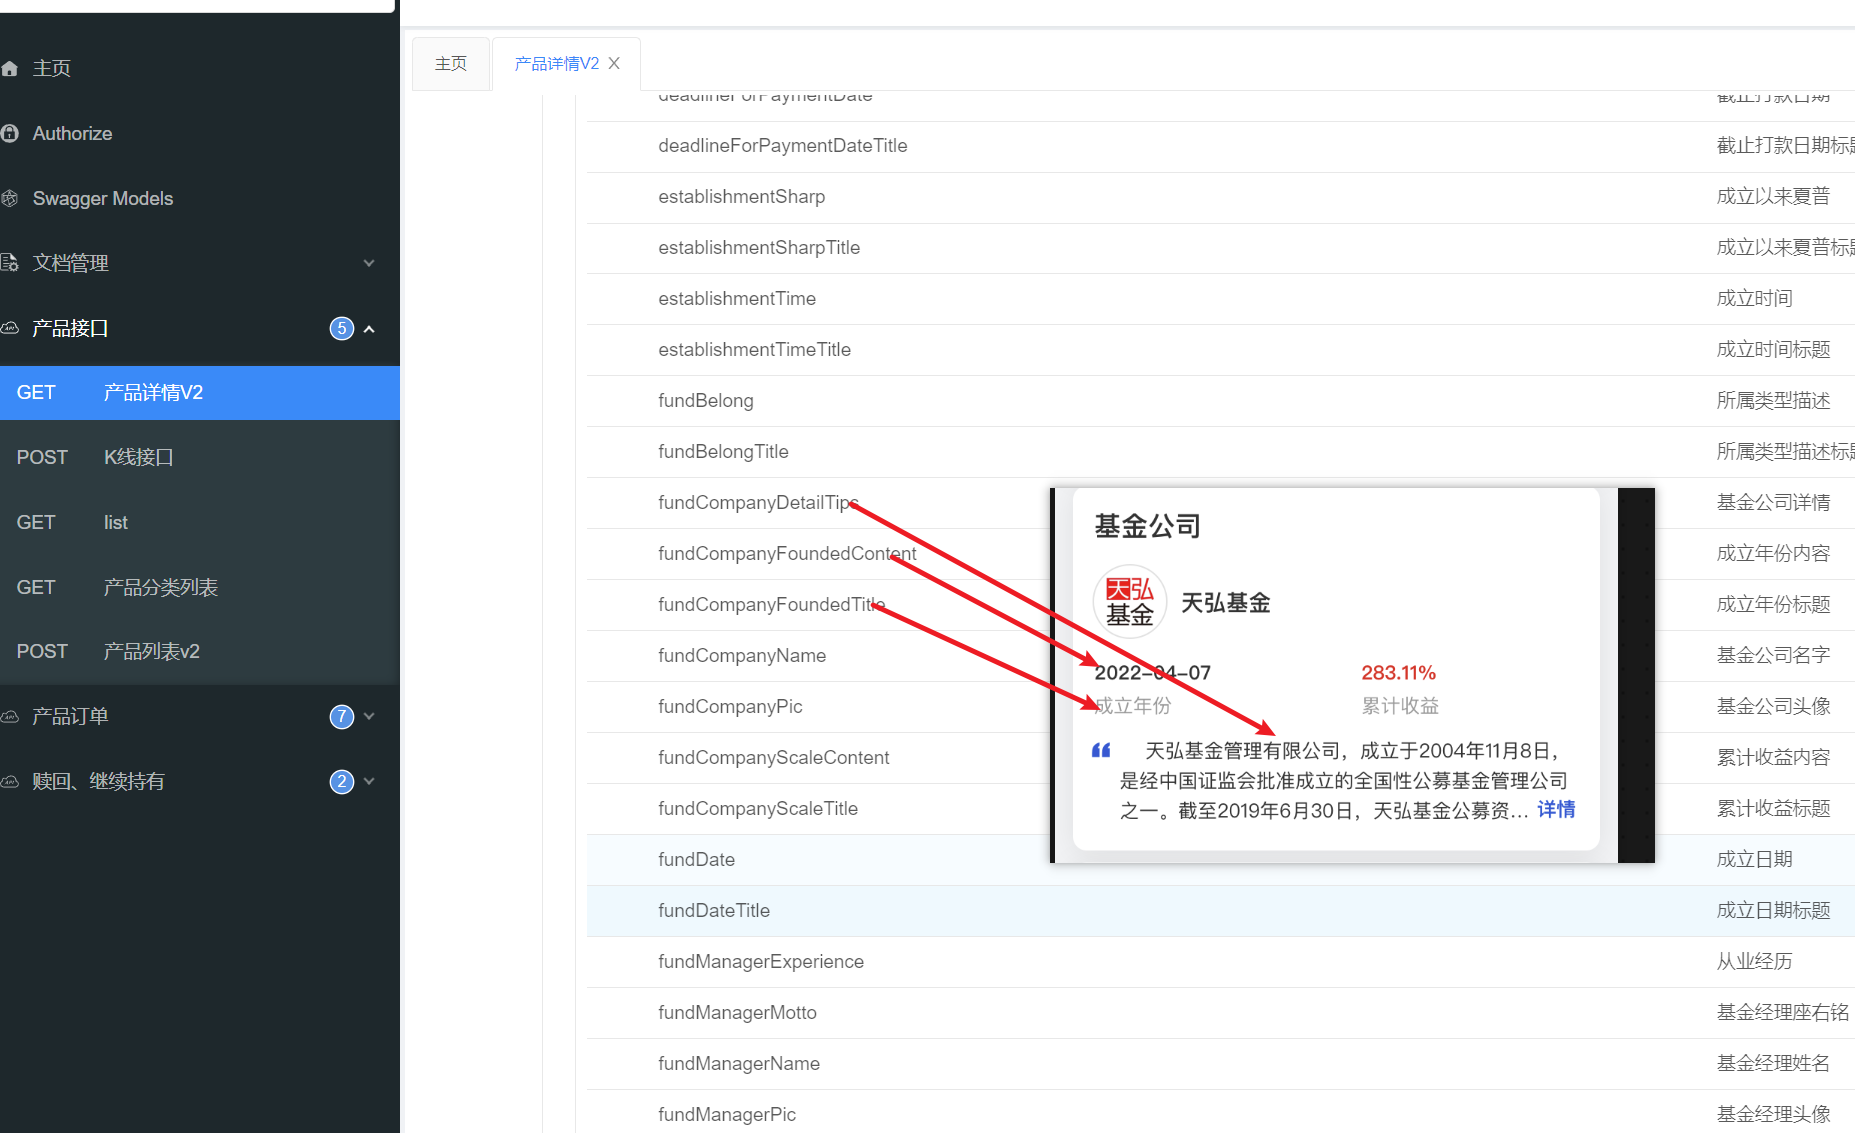 主页
Authorize
Swagger Models
文档管理
产品接口 5
GET 产品详情V2
POST K线接口
GET list
GET 产品分类列表
POST 产品列表v2
产品订单 7
赎回、继续持有 2
主页 产品详情V2
deadlineForPaymentDate 截止打款日期
deadlineForPaymentDateTitle 截止打款日期标题
establishmentSharp 成立以来夏普
establishmentSharpTitle 成立以来夏普标题
establishmentTime 成立时间
establishmentTimeTitle 成立时间标题
fundBelong 所属类型描述
fundBelongTitle 所属类型描述标题
fundCompanyDetailTips 基金公司详情
fundCompanyFoundedContent 成立年份内容
fundCompanyFoundedTitle 成立年份标题
fundCompanyName 基金公司名字
fundCompanyPic 基金公司头像
fundCompanyScaleContent 累计收益内容
fundCompanyScaleTitle 累计收益标题
fundDate 成立日期
fundDateTitle 成立日期标题
fundManagerExperience 从业经历
fundManagerMotto 基金经理座右铭
fundManagerName 基金经理姓名
fundManagerPic 基金经理头像
基金公司
天弘
基金
天弘基金
2022-04-07 283.11%
成立年份 累计收益
天弘基金管理有限公司，成立于2004年11月8日，
是经中国证监会批准成立的全国性公募基金管理公司
之一。截至2019年6月30日，天弘基金公募资... 详情